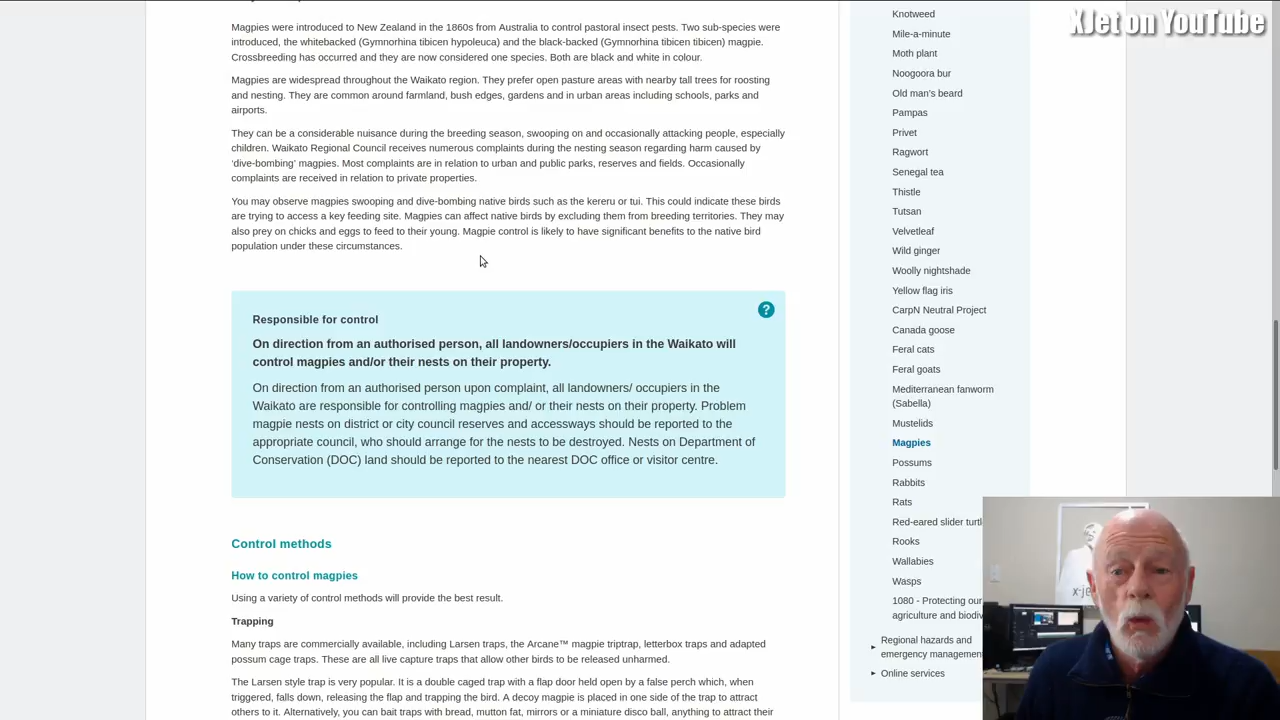 XJet on YouTube
Magpies were introduced to New Zealand in the 1860s from Australia to control pastoral insect pests. Two sub-species were
introduced, the whitebacked (Gymnorhina tibicen hypoleuca) and the black-backed (Gymnorhina tibicen tibicen) magpie.
Crossbreeding has occurred and they are now considered one species. Both are black and white in colour.
Magpies are widespread throughout the Waikato region. They prefer open pasture areas with nearby tall trees for roosting
and nesting. They are common around farmland, bush edges, gardens and in urban areas including schools, parks and
airports.
They can be a considerable nuisance during the breeding season, swooping on and occasionally attacking people, especially
children. Waikato Regional Council receives numerous complaints during the nesting season regarding harm caused by
‘dive-bombing’ magpies. Most complaints are in relation to urban and public parks, reserves and fields. Occasionally
complaints are received in relation to private properties.
You may observe magpies swooping and dive-bombing native birds such as the kereru or tui. This could indicate these birds
are trying to access a key feeding site. Magpies can affect native birds by excluding them from breeding territories. They may
also prey on chicks and eggs to feed to their young. Magpie control is likely to have significant benefits to the native bird
population under these circumstances.
?
Responsible for control
On direction from an authorised person, all landowners/occupiers in the Waikato will
control magpies and/or their nests on their property.
On direction from an authorised person upon complaint, all landowners/ occupiers in the
Waikato are responsible for controlling magpies and/ or their nests on their property. Problem
magpie nests on district or city council reserves and accessways should be reported to the
appropriate council, who should arrange for the nests to be destroyed. Nests on Department of
Conservation (DOC) land should be reported to the nearest DOC office or visitor centre.
Control methods
How to control magpies
Using a variety of control methods will provide the best result.
Trapping
Many traps are commercially available, including Larsen traps, the Arcane™ magpie triptrap, letterbox traps and adapted
possum cage traps. These are all live capture traps that allow other birds to be released unharmed.
The Larsen style trap is very popular. It is a double caged trap with a flap door held open by a false perch which, when
triggered, falls down, releasing the flap and trapping the bird. A decoy magpie is placed in one side of the trap to attract
others to it. Alternatively, you can bait traps with bread, mutton fat, mirrors or a miniature disco ball, anything to attract their
Knotweed
Mile-a-minute
Moth plant
Noogoora bur
Old man's beard
Pampas
Privet
Ragwort
Senegal tea
Thistle
Tutsan
Velvetleaf
Wild ginger
Woolly nightshade
Yellow flag iris
CarpN Neutral Project
Canada goose
Feral cats
Feral goats
Mediterranean fanworm
(Sabella)
Mustelids
Magpies
Possums
Rabbits
Rats
Red-eared slider turtl
Rooks
Wallabies
Wasps
1080 - Protecting our
agriculture and biodiv
Regional hazards and
emergency management
Online services
x-je